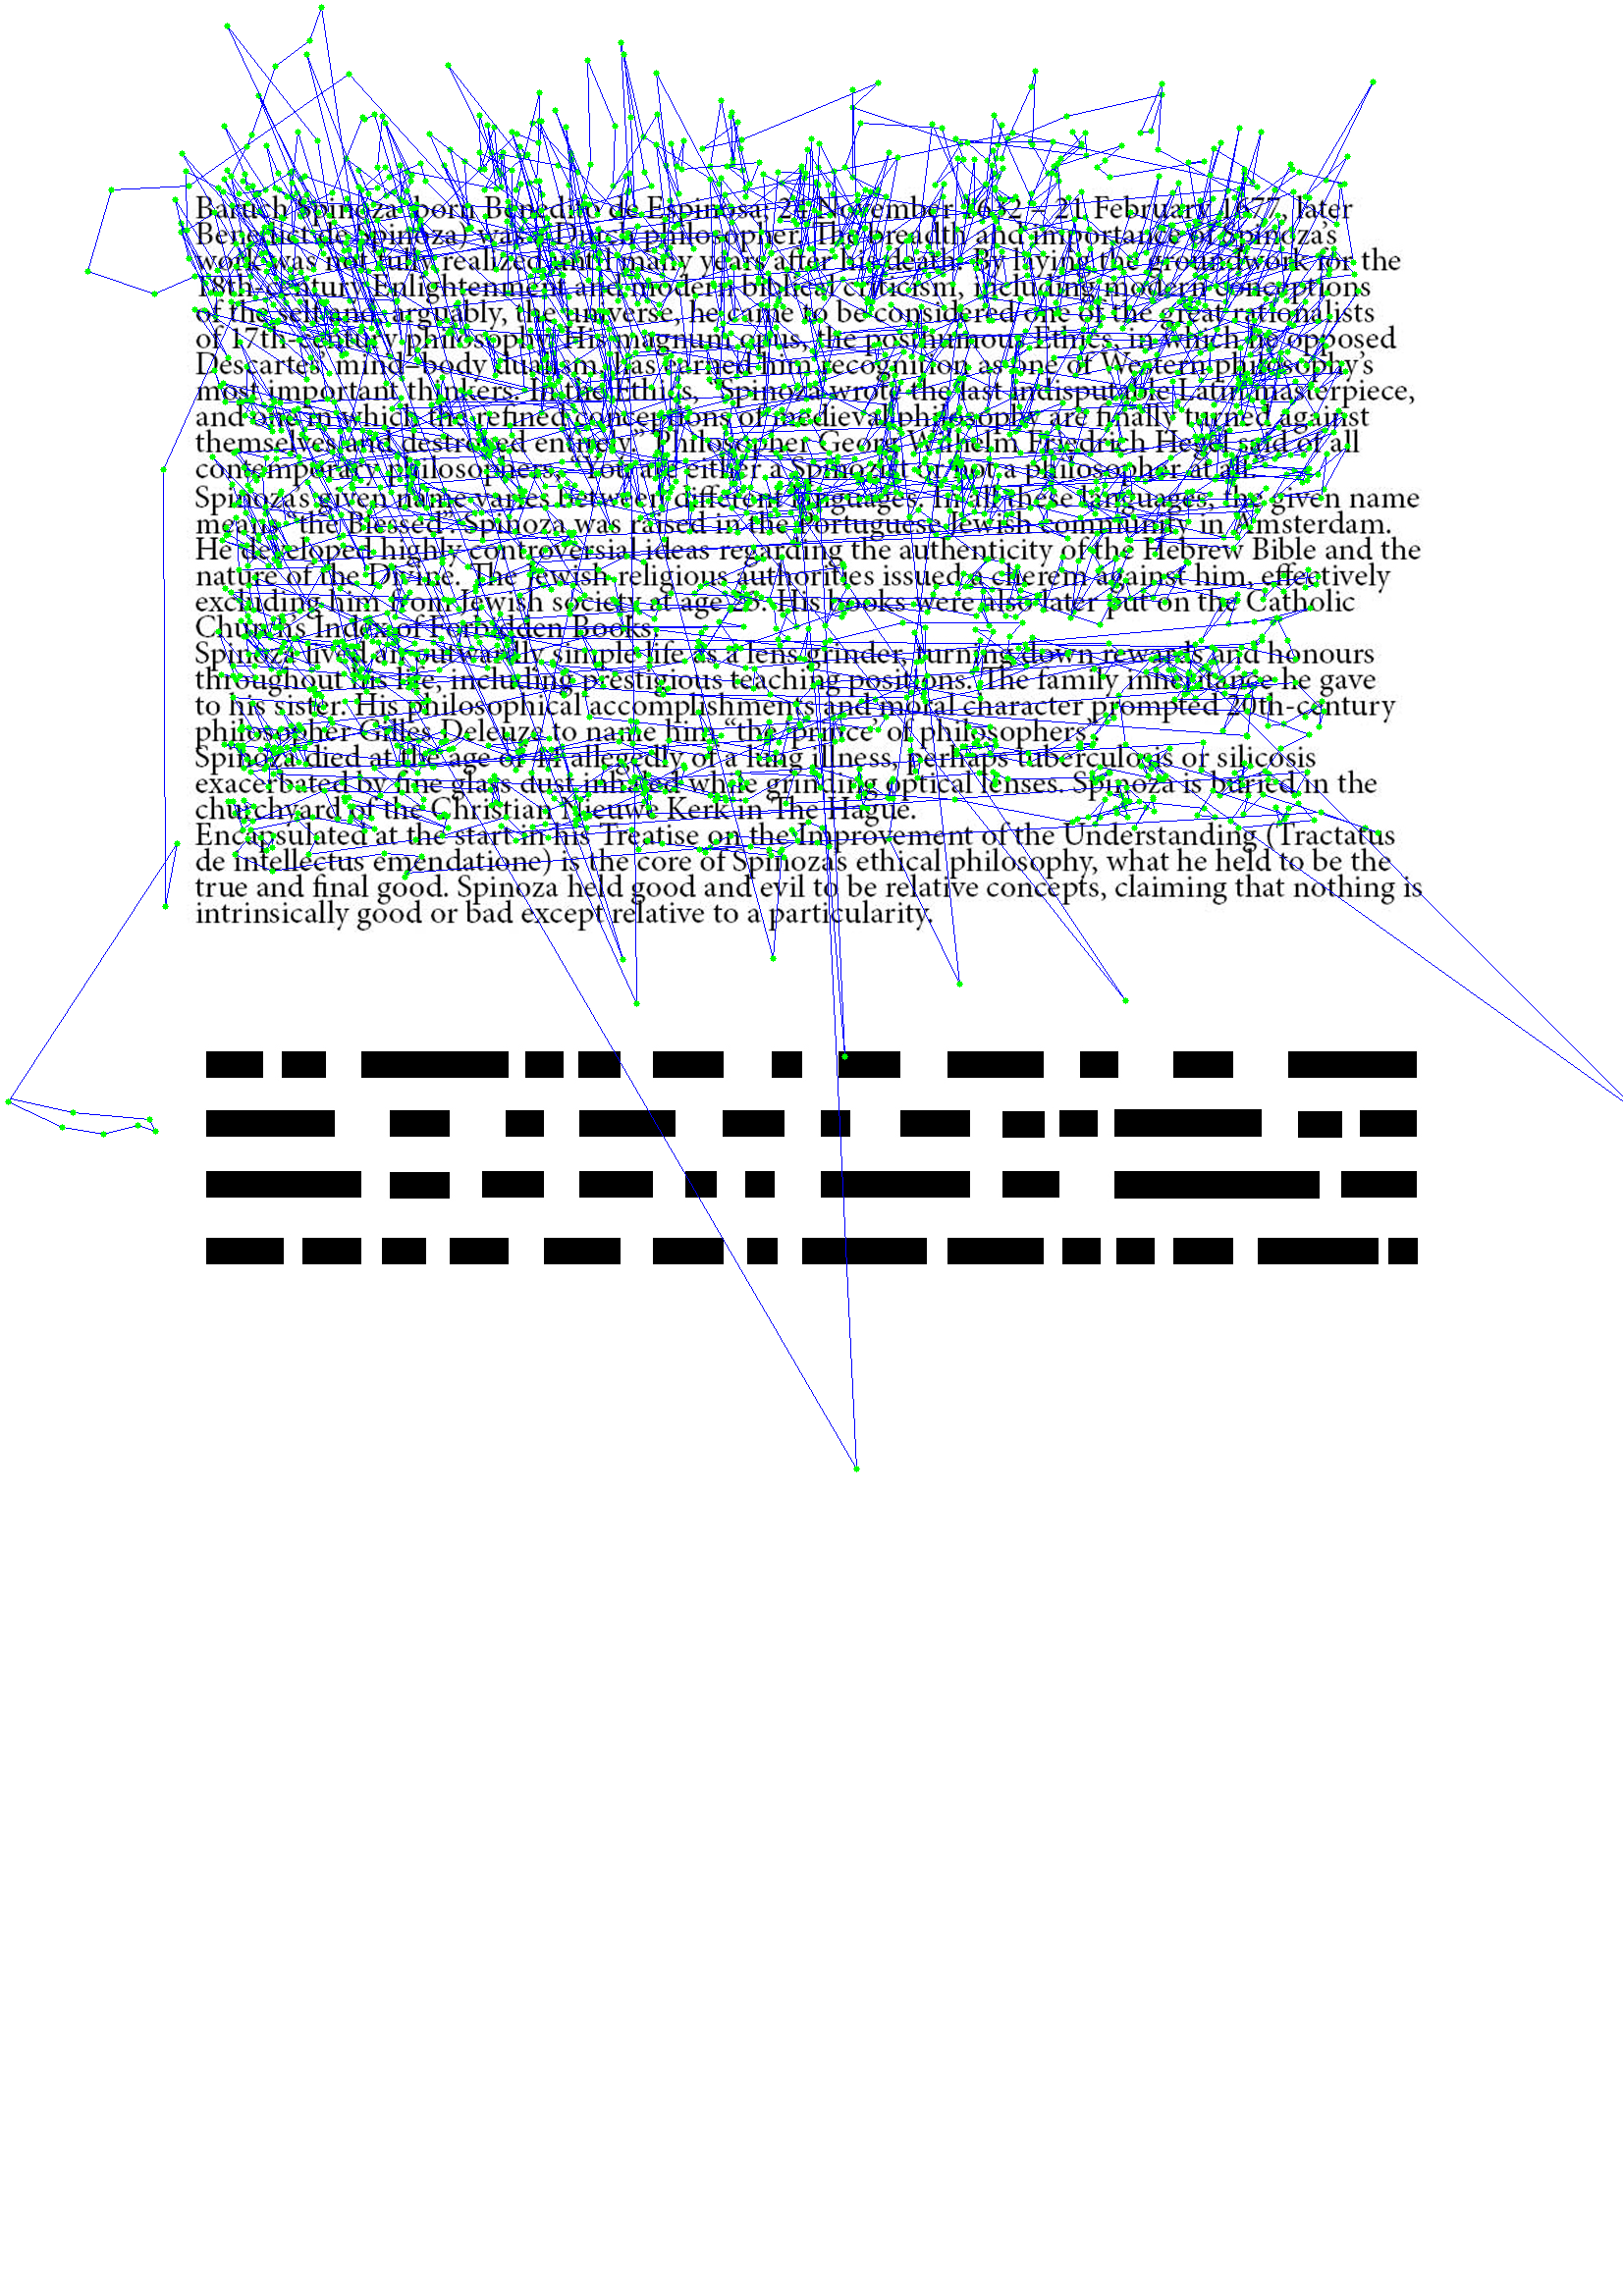 Baruch Spinoza (born Benedito de Espinosa; 24 November 1632 – 21 February 1677, later
Benedict de Spinoza) was a Dutch philosopher. The breadth and importance of Spinoza's
work was not fully realized until many years after his death. By laying the groundwork for the
18th-century Enlightenment and modern biblical criticism, including modern conceptions
of the self and, arguably, the universe, he came to be considered one of the great rationalists
of 17th-century philosophy. His magnum opus, the posthumous Ethics, in which he opposed
Descartes' mind–body dualism, has earned him recognition as one of Western philosophy's
most important thinkers. In the Ethics, "Spinoza wrote the last indisputable Latin masterpiece,
and one in which the refined conceptions of medieval philosophy are finally turned against
themselves and destroyed entirely." Philosopher Georg Wilhelm Friedrich Hegel said of all
contemporary philosophers, "You are either a Spinozist or not a philosopher at all."
Spinoza's given name varies between different languages. In all these languages, the given name
means "the Blessed". Spinoza was raised in the Portuguese Jewish community in Amsterdam.
He developed highly controversial ideas regarding the authenticity of the Hebrew Bible and the
nature of the Divine. The Jewish religious authorities issued a cherem against him, effectively
excluding him from Jewish society at age 23. His books were also later put on the Catholic
Church's Index of Forbidden Books.
Spinoza lived an outwardly simple life as a lens grinder, turning down rewards and honours
throughout his life, including prestigious teaching positions. The family inheritance he gave
to his sister. His philosophical accomplishments and moral character prompted 20th-century
philosopher Gilles Deleuze to name him "the 'prince' of philosophers".
Spinoza died at the age of 44 allegedly of a lung illness, perhaps tuberculosis or silicosis
exacerbated by fine glass dust inhaled while grinding optical lenses. Spinoza is buried in the
churchyard of the Christian Nieuwe Kerk in The Hague.
Encapsulated at the start in his Treatise on the Improvement of the Understanding (Tractatus
de intellectus emendatione) is the core of Spinoza's ethical philosophy, what he held to be the
true and final good. Spinoza held good and evil to be relative concepts, claiming that nothing is
intrinsically good or bad except relative to a particularity.